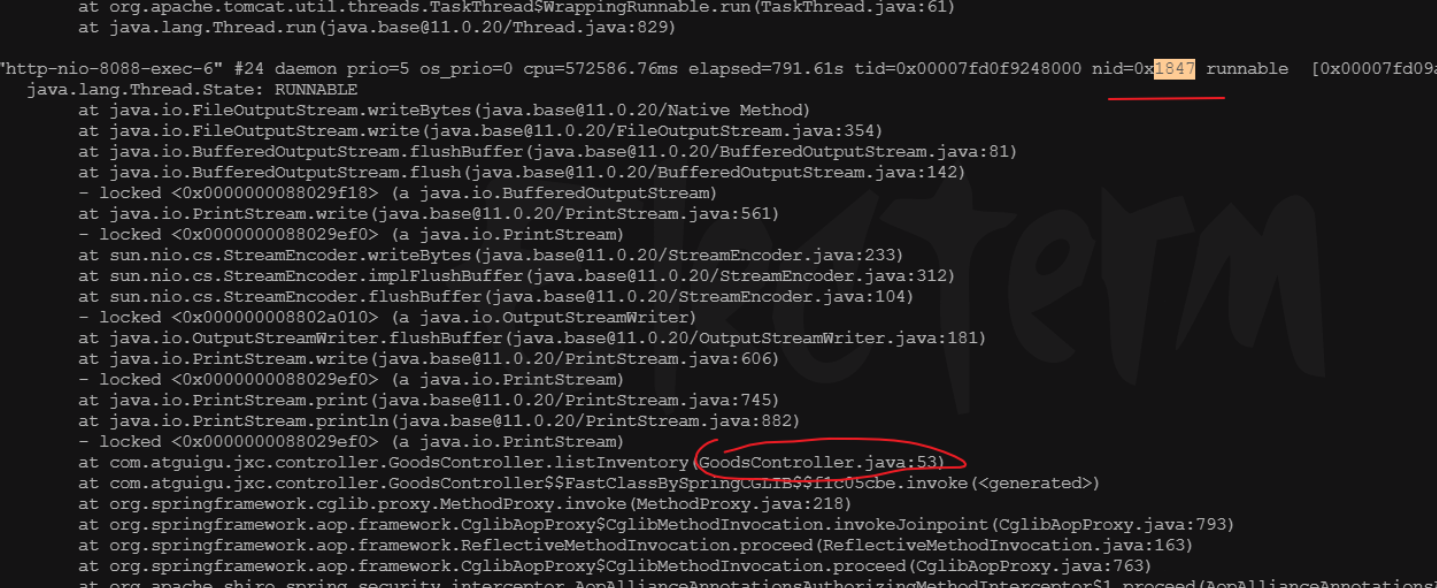 at org.apache.tomcat.util.threads.TaskThread$WrappingRunnable.run(TaskThread.java:61)
at java.lang.Thread.run(java.base@11.0.20/Thread.java:829)
"http-nio-8088-exec-6" #24 daemon prio=5 os_prio=0 cpu=572586.76ms elapsed=791.61s tid=0x00007fd0f9248000 nid=0x1847 runnable [0x00007fd09a
java.lang.Thread.State: RUNNABLE
at java.io.FileOutputStream.writeBytes(java.base@11.0.20/Native Method)
at java.io.FileOutputStream.write(java.base@11.0.20/FileOutputStream.java:354)
at java.io.BufferedOutputStream.flushBuffer(java.base@11.0.20/BufferedOutputStream.java:81)
at java.io.BufferedOutputStream.flush(java.base@11.0.20/BufferedOutputStream.java:142)
- locked <0x0000000088029f18> (a java.io.BufferedOutputStream)
at java.io.PrintStream.write(java.base@11.0.20/PrintStream.java:561)
- locked <0x0000000088029ef0> (a java.io.PrintStream)
at sun.nio.cs.StreamEncoder.writeBytes(java.base@11.0.20/StreamEncoder.java:233)
at sun.nio.cs.StreamEncoder.implFlushBuffer(java.base@11.0.20/StreamEncoder.java:312)
at sun.nio.cs.StreamEncoder.flushBuffer(java.base@11.0.20/StreamEncoder.java:104)
- locked <0x000000008802a010> (a java.io.OutputStreamWriter)
at java.io.OutputStreamWriter.flushBuffer(java.base@11.0.20/OutputStreamWriter.java:181)
at java.io.PrintStream.write(java.base@11.0.20/PrintStream.java:606)
- locked <0x0000000088029ef0> (a java.io.PrintStream)
at java.io.PrintStream.print(java.base@11.0.20/PrintStream.java:745)
at java.io.PrintStream.println(java.base@11.0.20/PrintStream.java:882)
- locked <0x0000000088029ef0> (a java.io.PrintStream)
at com.atguigu.jxc.controller.GoodsController.listInventory(GoodsController.java:53)
at com.atguigu.jxc.controller.GoodsController$$FastClassBySpringCGLIB$$f1c05cbe.invoke(<generated>)
at org.springframework.cglib.proxy.MethodProxy.invoke(MethodProxy.java:218)
at org.springframework.aop.framework.CglibAopProxy$CglibMethodInvocation.invokeJoinpoint(CglibAopProxy.java:793)
at org.springframework.aop.framework.ReflectiveMethodInvocation.proceed(ReflectiveMethodInvocation.java:163)
at org.springframework.aop.framework.CglibAopProxy$CglibMethodInvocation.proceed(CglibAopProxy.java:763)
at org.apache.shiro.spring.security.interceptor.AopAllianceAnnotationsAuthorizingMethodInterceptor$1.proceed(AopAllianceAnnotations